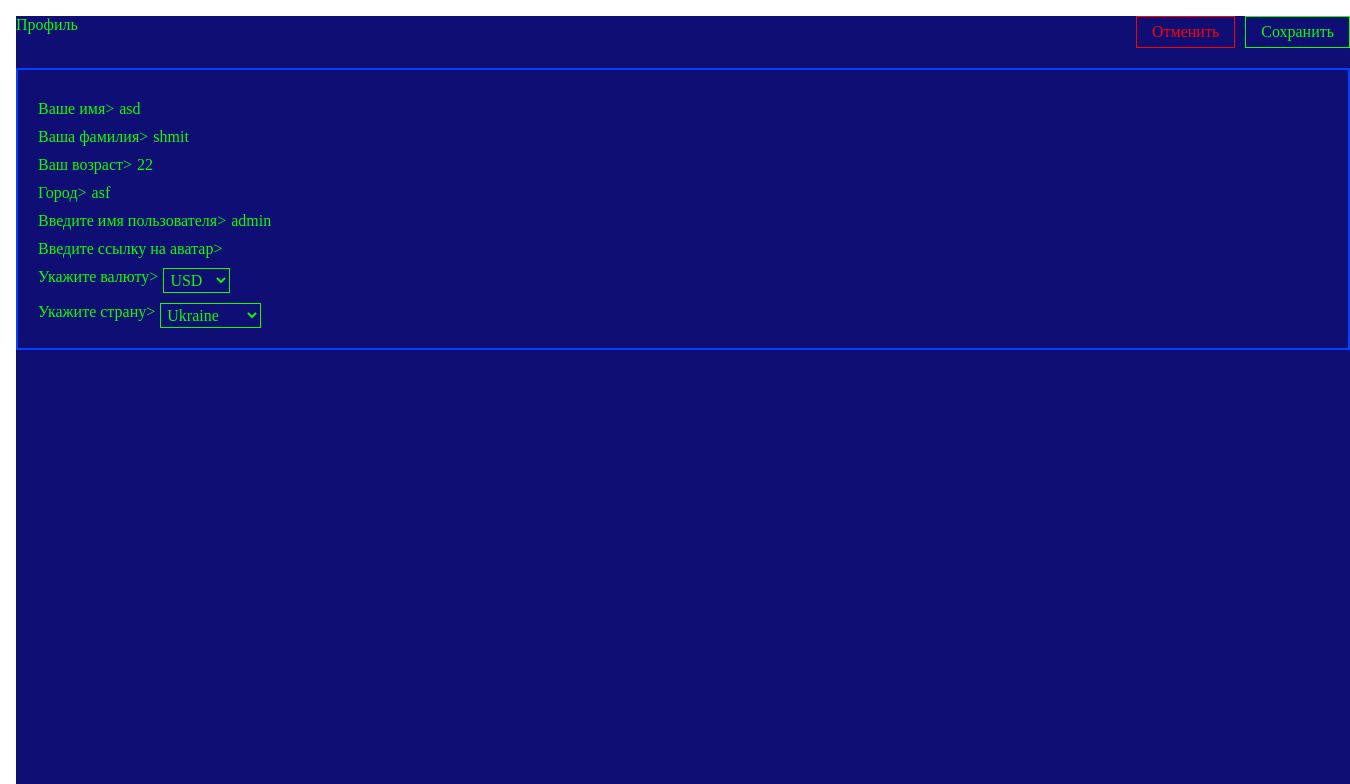 Профиль
Отменить
Сохранить
Ваше имя> asd
Ваша фамилия> shmit
Ваш возраст> 22
Город> asf
Введите имя пользователя> admin
Введите ссылку на аватар>
Укажите валюту> USD
Укажите страну> Ukraine